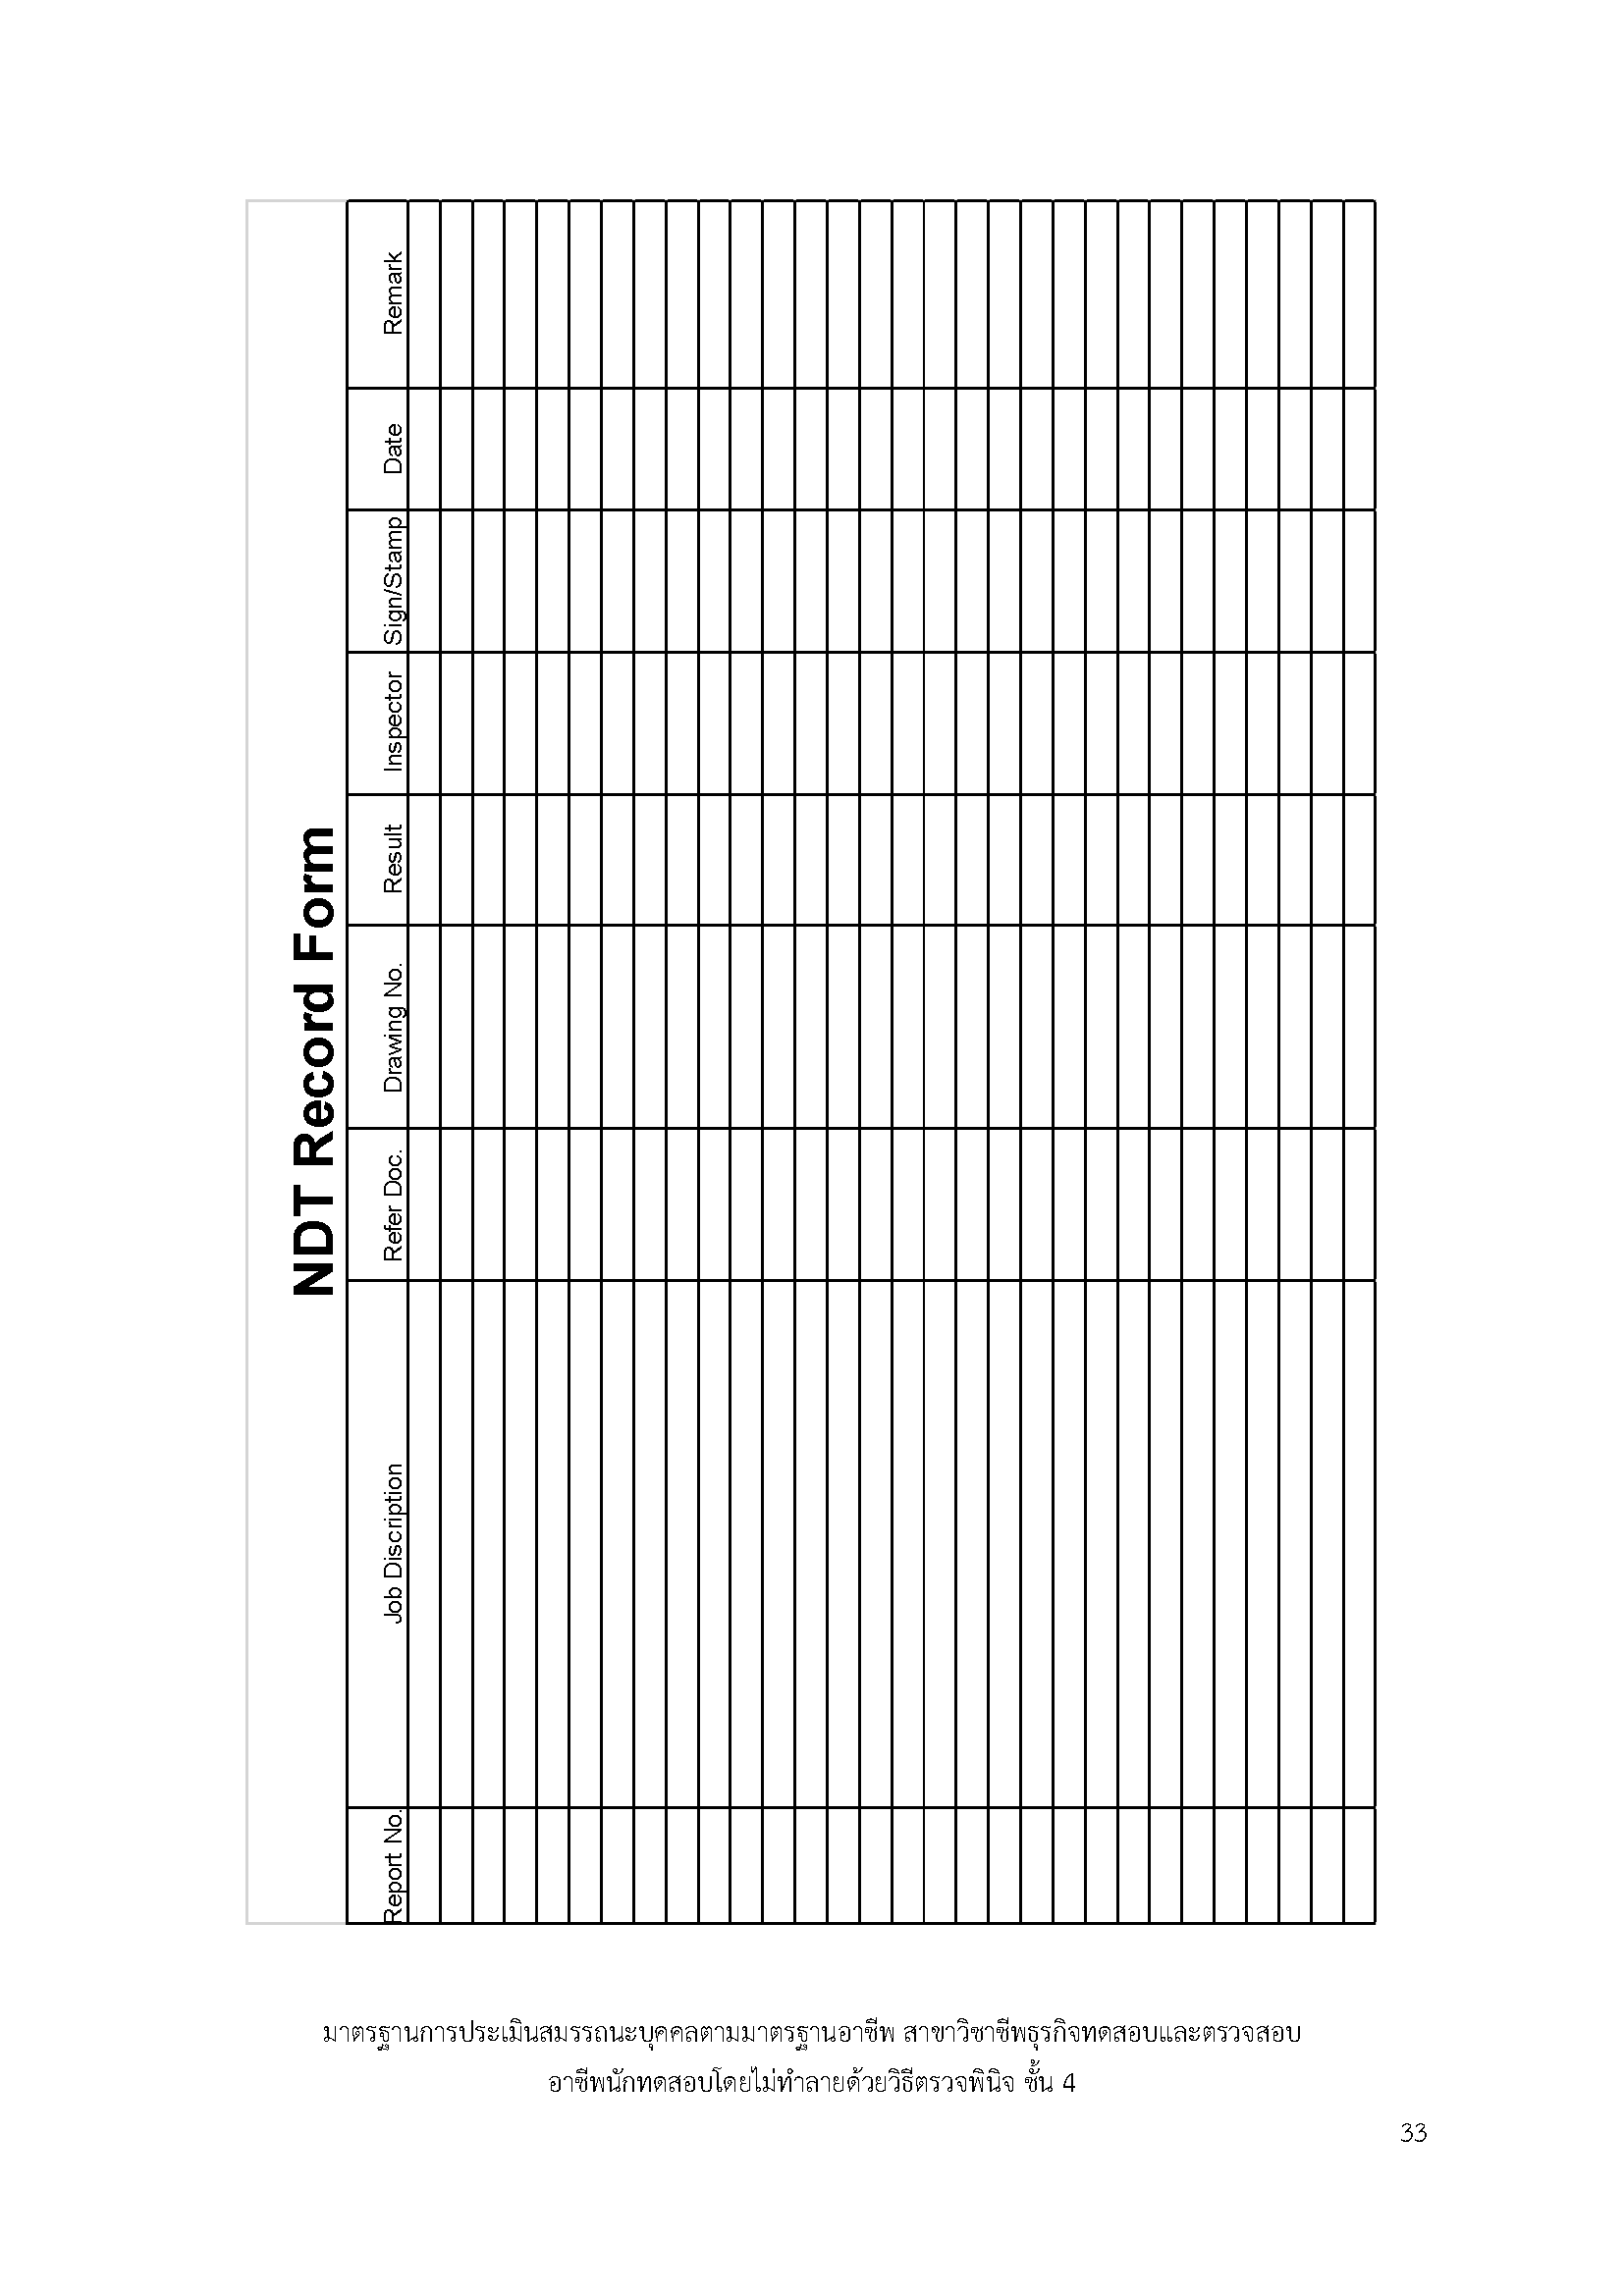 NDT Record Form
Report No. Job Discription Refer Doc. Drawing No. Result Inspector Sign/Stamp Date Remark
มาตรฐานการประเมินสมรรถนะบุคคลตามมาตรฐานอาชีพ สาขาวิชาชีพธุรกิจทดสอบและตรวจสอบ
อาชีพนักทดสอบโดยไม่ทำลายด้วยวิธีตรวจพินิจ ชั้น 4
33